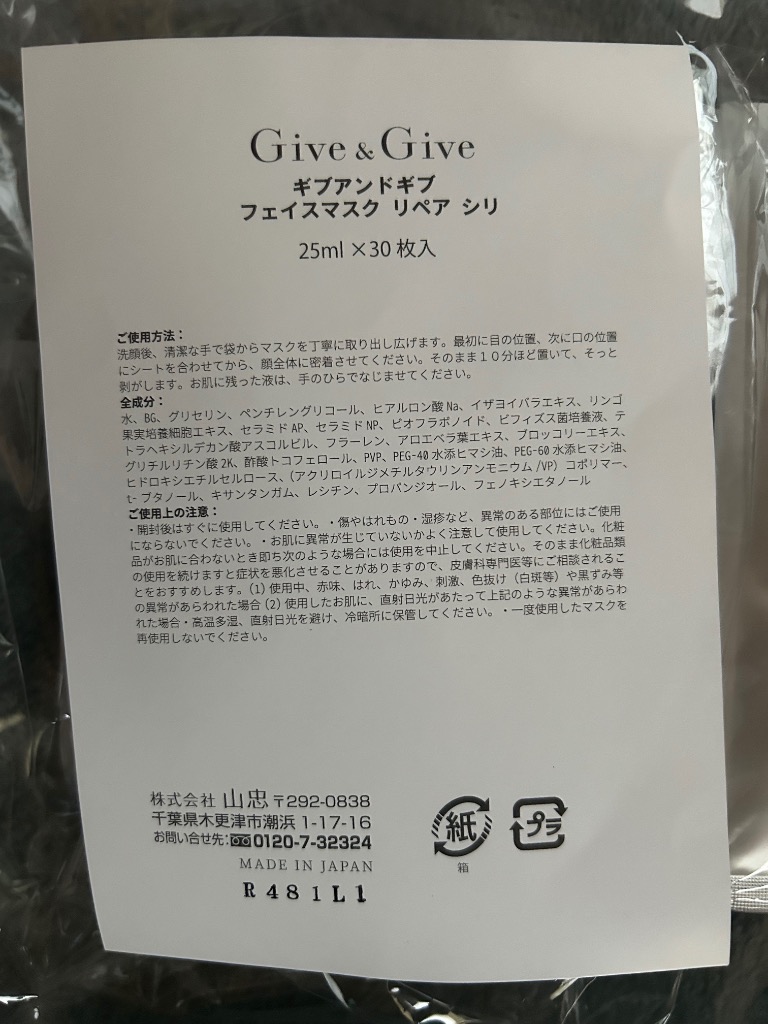 Give & Give
ギブアンドギブ
フェイスマスク リペア シリ
25ml ×30 枚入
ご使用方法：
洗顔後、清潔な手で袋からマスクを丁寧に取り出し広げます。最初に目の位置、次に口の位置
にシートを合わせてから、顔全体に密着させてください。そのまま１０分ほど置いて、そっと
剥がします。お肌に残った液は、手のひらでなじませてください。
全成分：
水、BG、グリセリン、ペンチレングリコール、ヒアルロン酸 Na、イザヨイバラエキス、リンゴ
果実培養細胞エキス、セラミド AP、セラミド NP、ビオフラボノイド、ビフィズス菌培養液、テ
トラヘキシルデカン酸アスコルビル、フラーレン、アロエベラ葉エキス、ブロッコリーエキス、
グリチルリチン酸 2K、酢酸トコフェロール、PVP、PEG-40 水添ヒマシ油、PEG-60 水添ヒマシ油、
ヒドロキシエチルセルロース、（アクリロイルジメチルタウリンアンモニウム /VP）コポリマー、
t- ブタノール、キサンタンガム、レシチン、プロパンジオール、フェノキシエタノール
ご使用上の注意：
・開封後はすぐに使用してください。・傷やはれもの・湿疹など、異常のある部位にはご使用
にならないでください。・お肌に異常が生じていないかよく注意して使用してください。化粧
品がお肌に合わないとき即ち次のような場合には使用を中止してください。そのまま化粧品類
の使用を続けますと症状を悪化させることがありますので、皮膚科専門医等にご相談されるこ
とをおすすめします。（1）使用中、赤味、はれ、かゆみ、刺激、色抜け（白斑等）や黒ずみ等
の異常があらわれた場合（2）使用したお肌に、直射日光があたって上記のような異常があらわ
れた場合・高温多湿、直射日光を避け、冷暗所に保管してください。・一度使用したマスクを
再使用しないでください。
株式会社 山忠 〒292-0838
千葉県木更津市潮浜 1-17-16
お問い合せ先：0120-7-32324
MADE IN JAPAN
R481L1
紙
箱
プラ